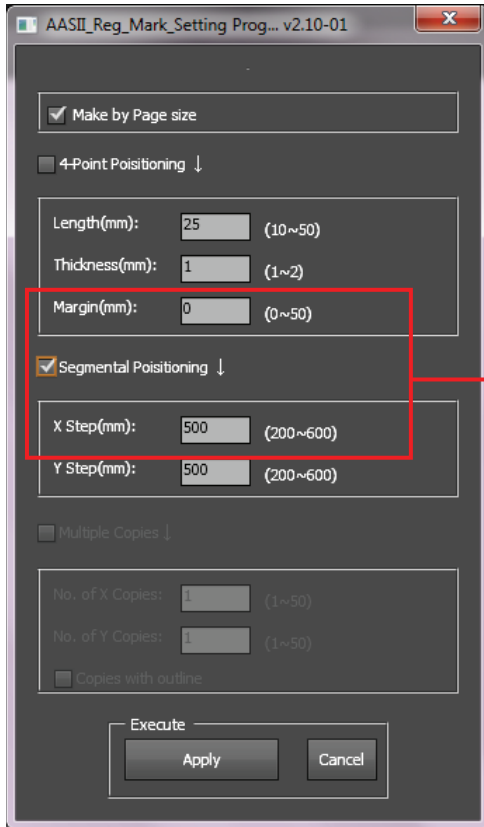 AASII_Reg_Mark_Setting Prog... v2.10-01
Make by Page size
4-Point Poisitioning ↓
Length(mm): 25 (10~50)
Thickness(mm): 1 (1~2)
Margin(mm): 0 (0~50)
Segmental Poisitioning ↓
X Step(mm): 500 (200~600)
Y Step(mm): 500 (200~600)
Multiple Copies ↓
No. of X Copies: 1 (1~50)
No. of Y Copies: 1 (1~50)
Copies with outline
Execute
Apply Cancel